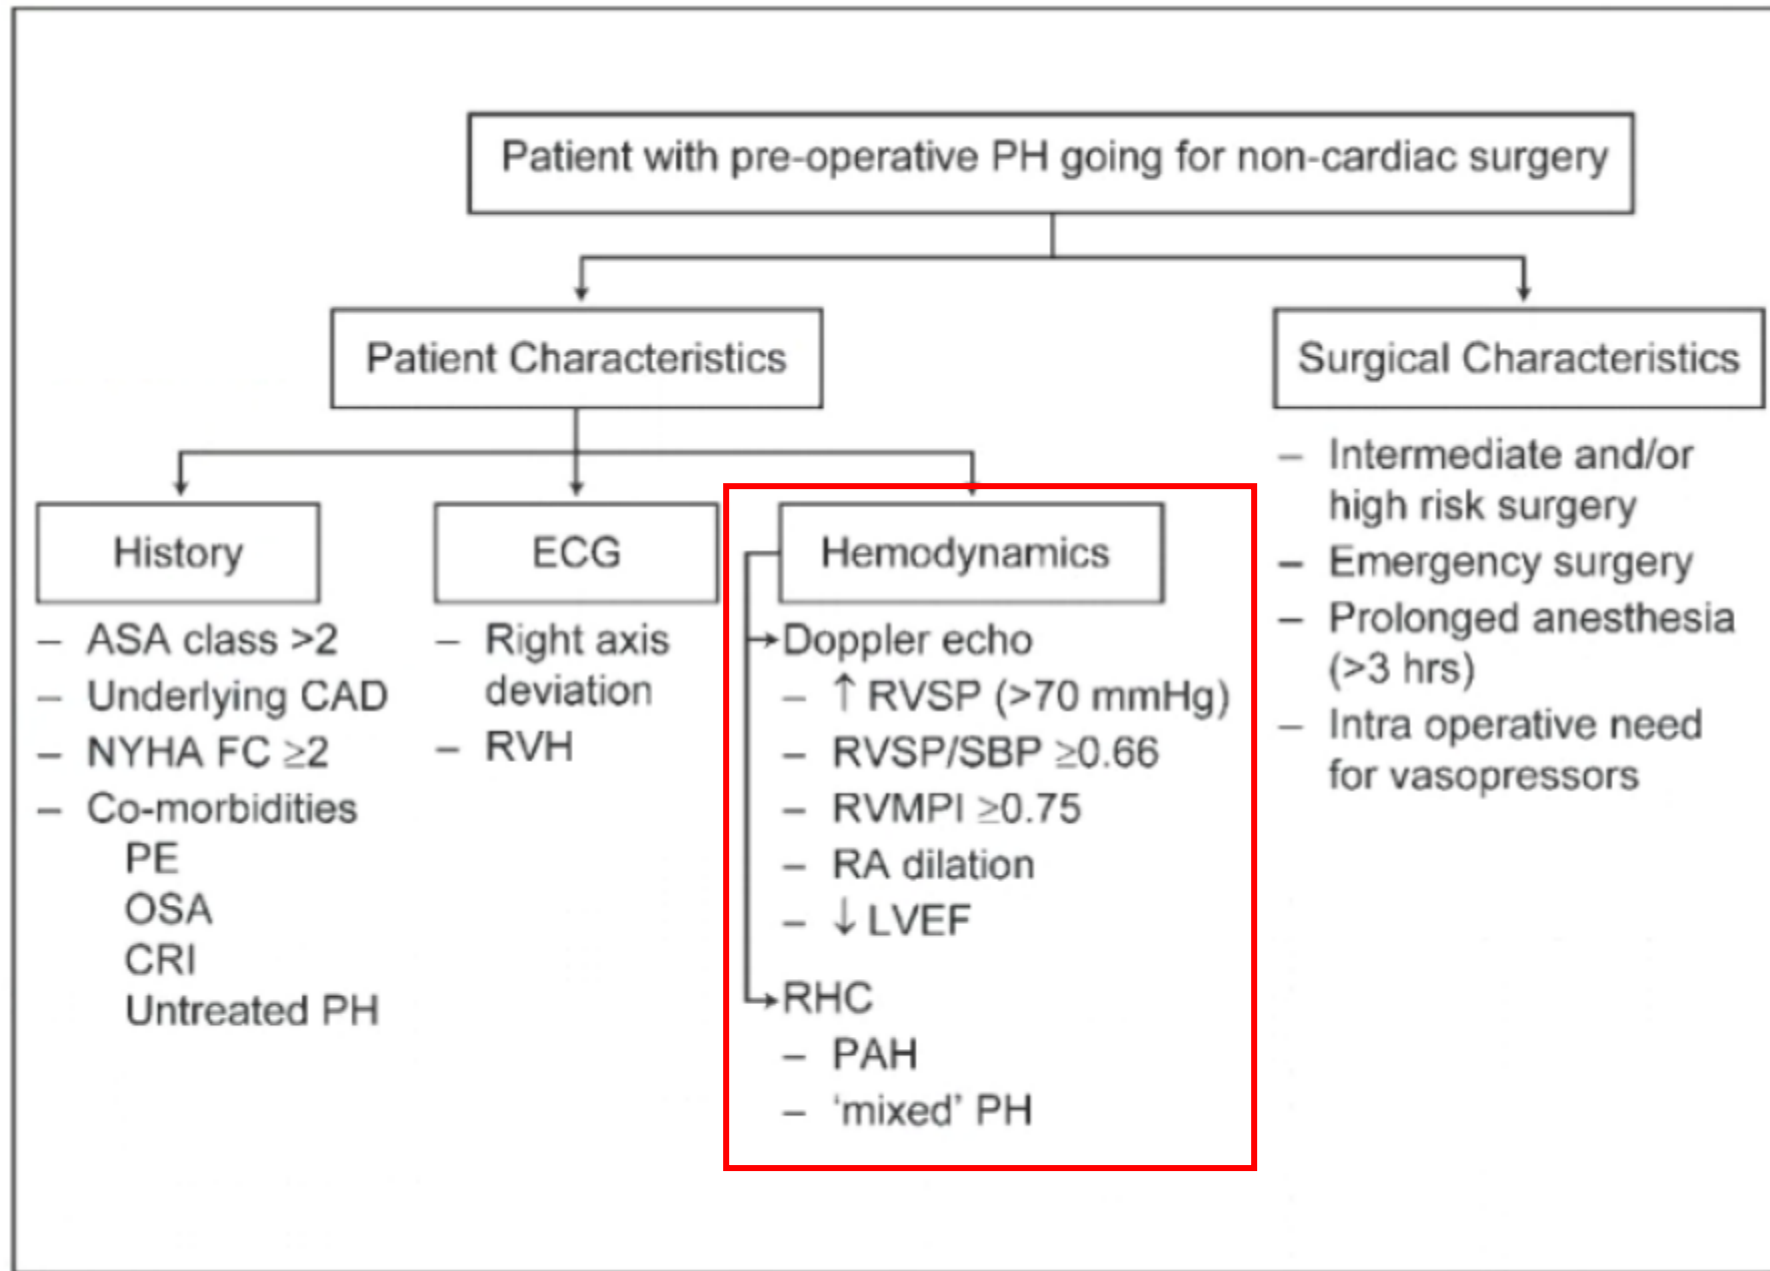 Patient with pre-operative PH going for non-cardiac surgery
Patient Characteristics
Surgical Characteristics
History
– ASA class >2
– Underlying CAD
– NYHA FC ≥2
– Co-morbidities
PE
OSA
CRI
Untreated PH
ECG
– Right axis
deviation
– RVH
Hemodynamics
Doppler echo
– ↑ RVSP (>70 mmHg)
– RVSP/SBP ≥0.66
– RVMPI ≥0.75
– RA dilation
– ↓ LVEF
RHC
– PAH
– ‘mixed’ PH
– Intermediate and/or
high risk surgery
– Emergency surgery
– Prolonged anesthesia
(>3 hrs)
– Intra operative need
for vasopressors